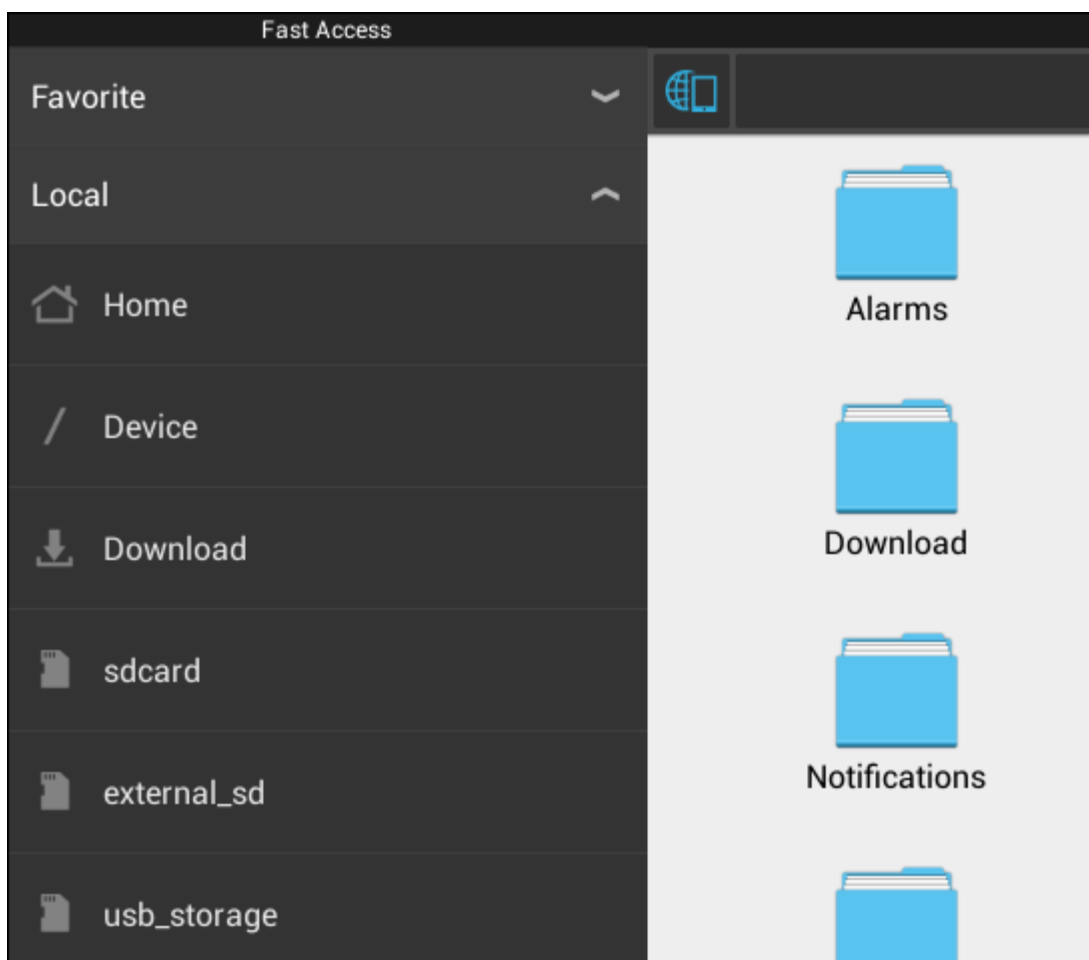 Fast Access
Favorite
Local
Home
Device
Download
sdcard
external_sd
usb_storage
Alarms
Download
Notifications